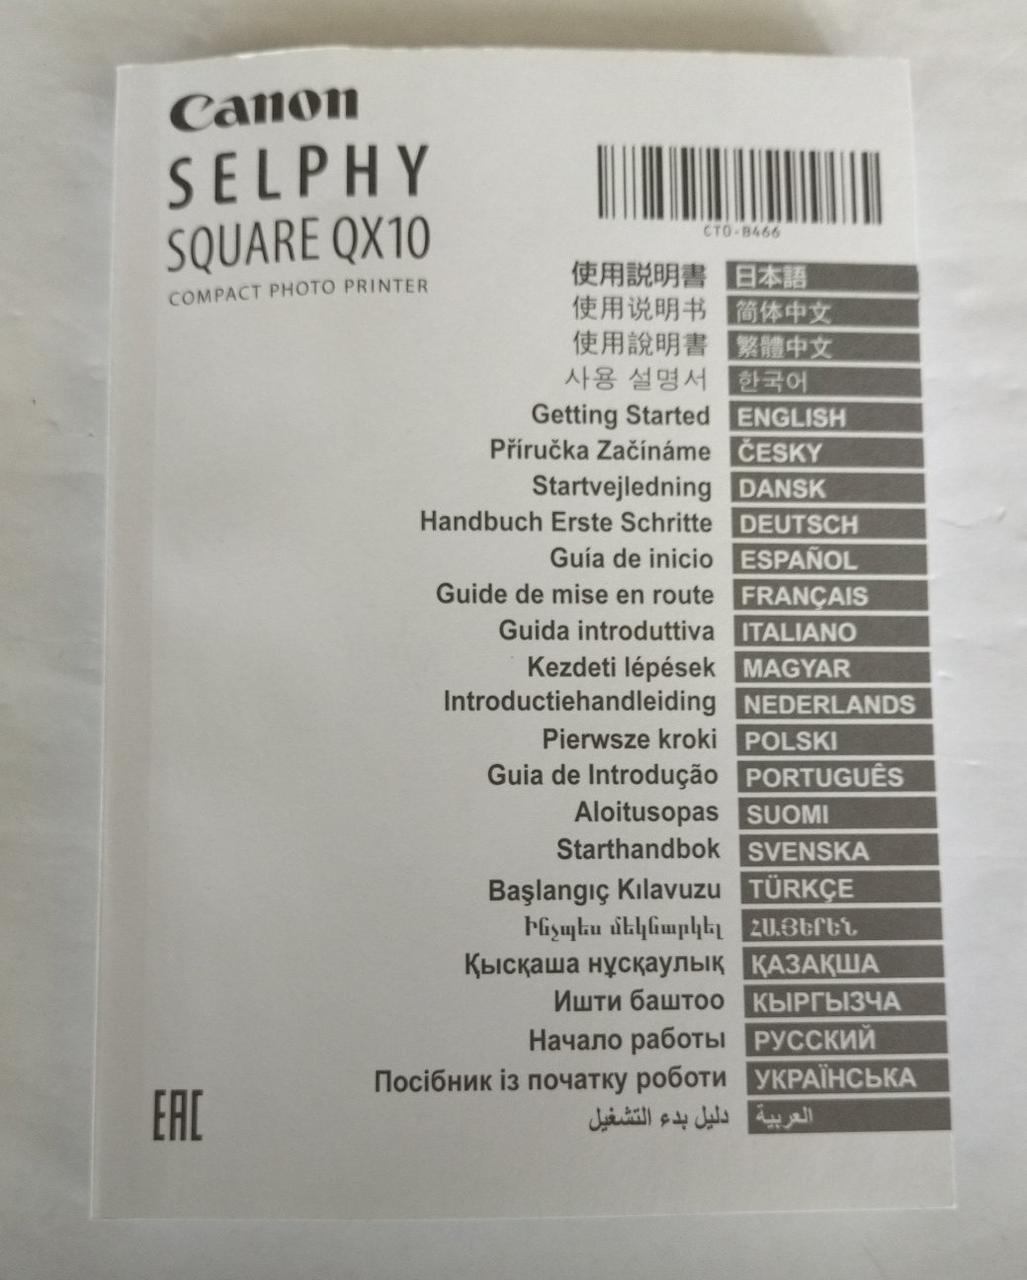 Canon
SELPHY
SQUARE QX10
COMPACT PHOTO PRINTER
CT0-B466
使用説明書 日本語
使用说明书 简体中文
使用說明書 繁體中文
사용 설명서 한국어
Getting Started ENGLISH
Příručka Začínáme ČESKY
Startvejledning DANSK
Handbuch Erste Schritte DEUTSCH
Guía de inicio ESPAÑOL
Guide de mise en route FRANÇAIS
Guida introduttiva ITALIANO
Kezdeti lépések MAGYAR
Introductiehandleiding NEDERLANDS
Pierwsze kroki POLSKI
Guia de Introdução PORTUGUÊS
Aloitusopas SUOMI
Starthandbok SVENSKA
Başlangıç Kılavuzu TÜRKÇE
Ինչպես մեկնարկել ՀԱՅԵՐԵՆ
Қысқаша нұсқаулық ҚАЗАҚША
Ишти баштоо КЫРГЫЗЧА
Начало работы РУССКИЙ
Посібник із початку роботи УКРАЇНСЬКА
دليل بدء التشغيل العربية
EAC